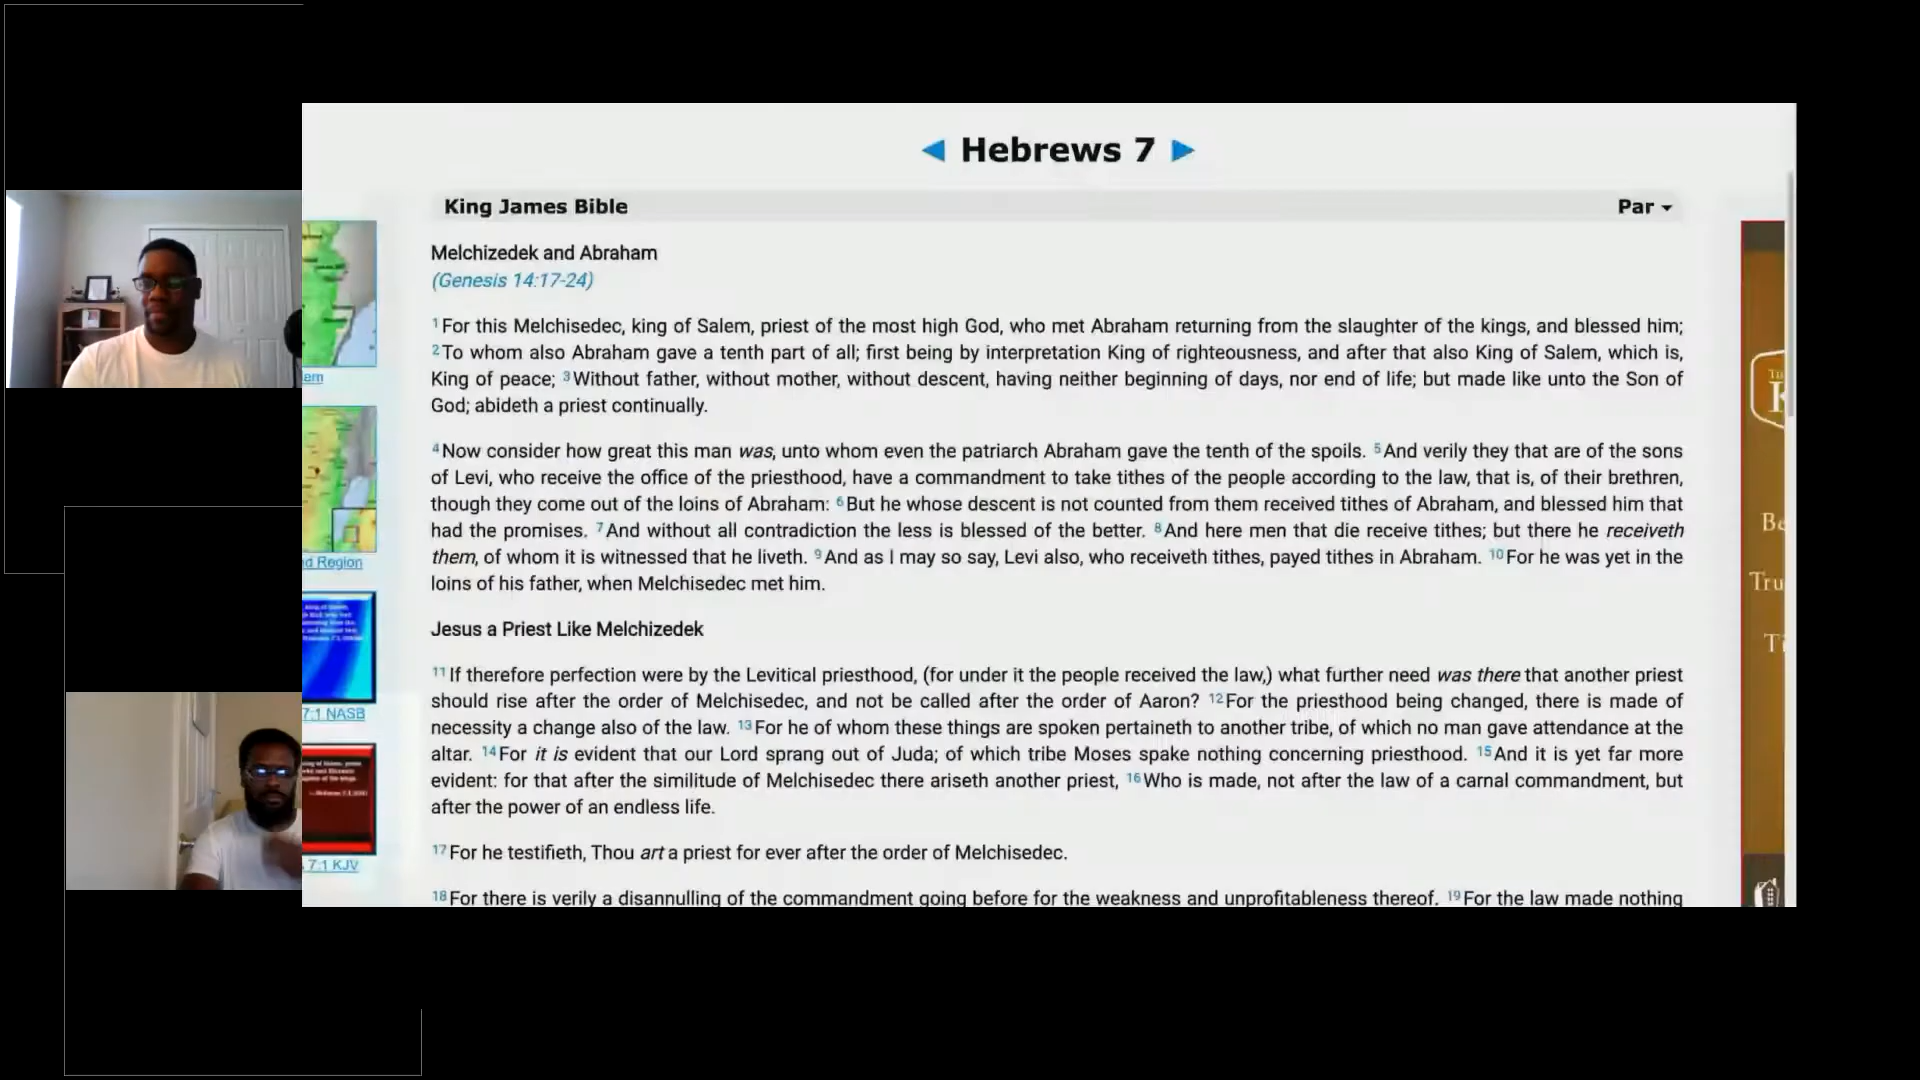 ◀ Hebrews 7 ▶
King James Bible
Par
Melchizedek and Abraham
(Genesis 14:17-24)
1 For this Melchisedec, king of Salem, priest of the most high God, who met Abraham returning from the slaughter of the kings, and blessed him;
2 To whom also Abraham gave a tenth part of all; first being by interpretation King of righteousness, and after that also King of Salem, which is,
King of peace; 3 Without father, without mother, without descent, having neither beginning of days, nor end of life; but made like unto the Son of
God; abideth a priest continually.
4 Now consider how great this man was, unto whom even the patriarch Abraham gave the tenth of the spoils. 5 And verily they that are of the sons
of Levi, who receive the office of the priesthood, have a commandment to take tithes of the people according to the law, that is, of their brethren,
though they come out of the loins of Abraham: 6 But he whose descent is not counted from them received tithes of Abraham, and blessed him that
had the promises. 7 And without all contradiction the less is blessed of the better. 8 And here men that die receive tithes; but there he receiveth
them, of whom it is witnessed that he liveth. 9 And as I may so say, Levi also, who receiveth tithes, payed tithes in Abraham. 10 For he was yet in the
loins of his father, when Melchisedec met him.
Jesus a Priest Like Melchizedek
11 If therefore perfection were by the Levitical priesthood, (for under it the people received the law,) what further need was there that another priest
should rise after the order of Melchisedec, and not be called after the order of Aaron? 12 For the priesthood being changed, there is made of
necessity a change also of the law. 13 For he of whom these things are spoken pertaineth to another tribe, of which no man gave attendance at the
altar. 14 For it is evident that our Lord sprang out of Juda; of which tribe Moses spake nothing concerning priesthood. 15 And it is yet far more
evident: for that after the similitude of Melchisedec there ariseth another priest, 16 Who is made, not after the law of a carnal commandment, but
after the power of an endless life.
17 For he testifieth, Thou art a priest for ever after the order of Melchisedec.
18 For there is verily a disannulling of the commandment going before for the weakness and unprofitableness thereof. 19 For the law made nothing
em
d Region
7:1 NASB
7:1 KJV
Be
Tru
Ti